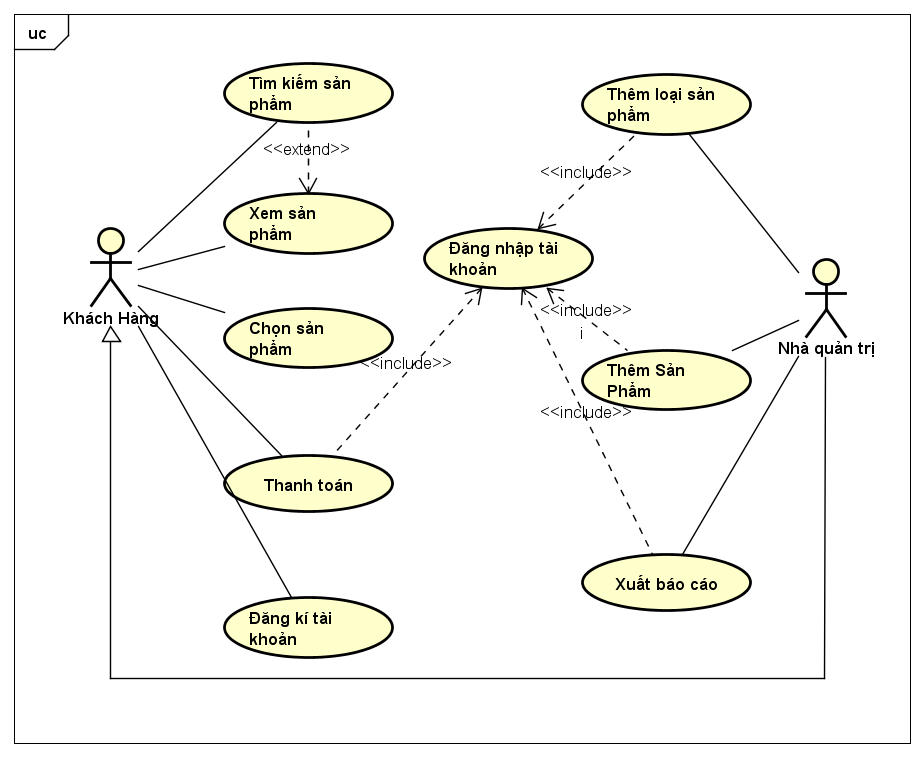 uc
Tìm kiếm sản
phẩm
<<extend>>
Xem sản
phẩm
Khách Hàng
Chọn sản
phẩm
<<include>>
Thanh toán
Đăng kí tài
khoản
Thêm loại sản
phẩm
<<include>>
Đăng nhập tài
khoản
<<include>>
i
Thêm Sản
Phẩm
Nhà quản trị
<<include>>
Xuất báo cáo